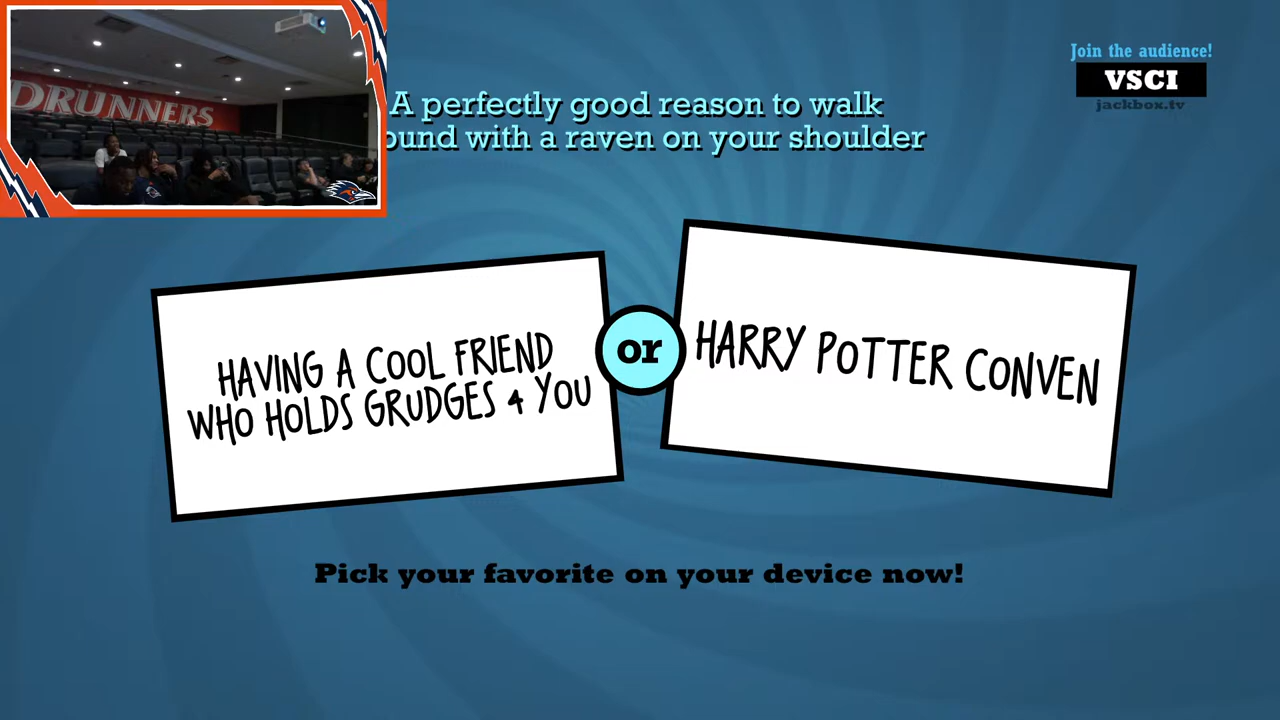 DRUNNERS
Join the audience!
VSCI
jackbox.tv
A perfectly good reason to walk
ound with a raven on your shoulder
HAVING A COOL FRIEND
WHO HOLDS GRUDGES 4 YOU
or
HARRY POTTER CONVEN
Pick your favorite on your device now!